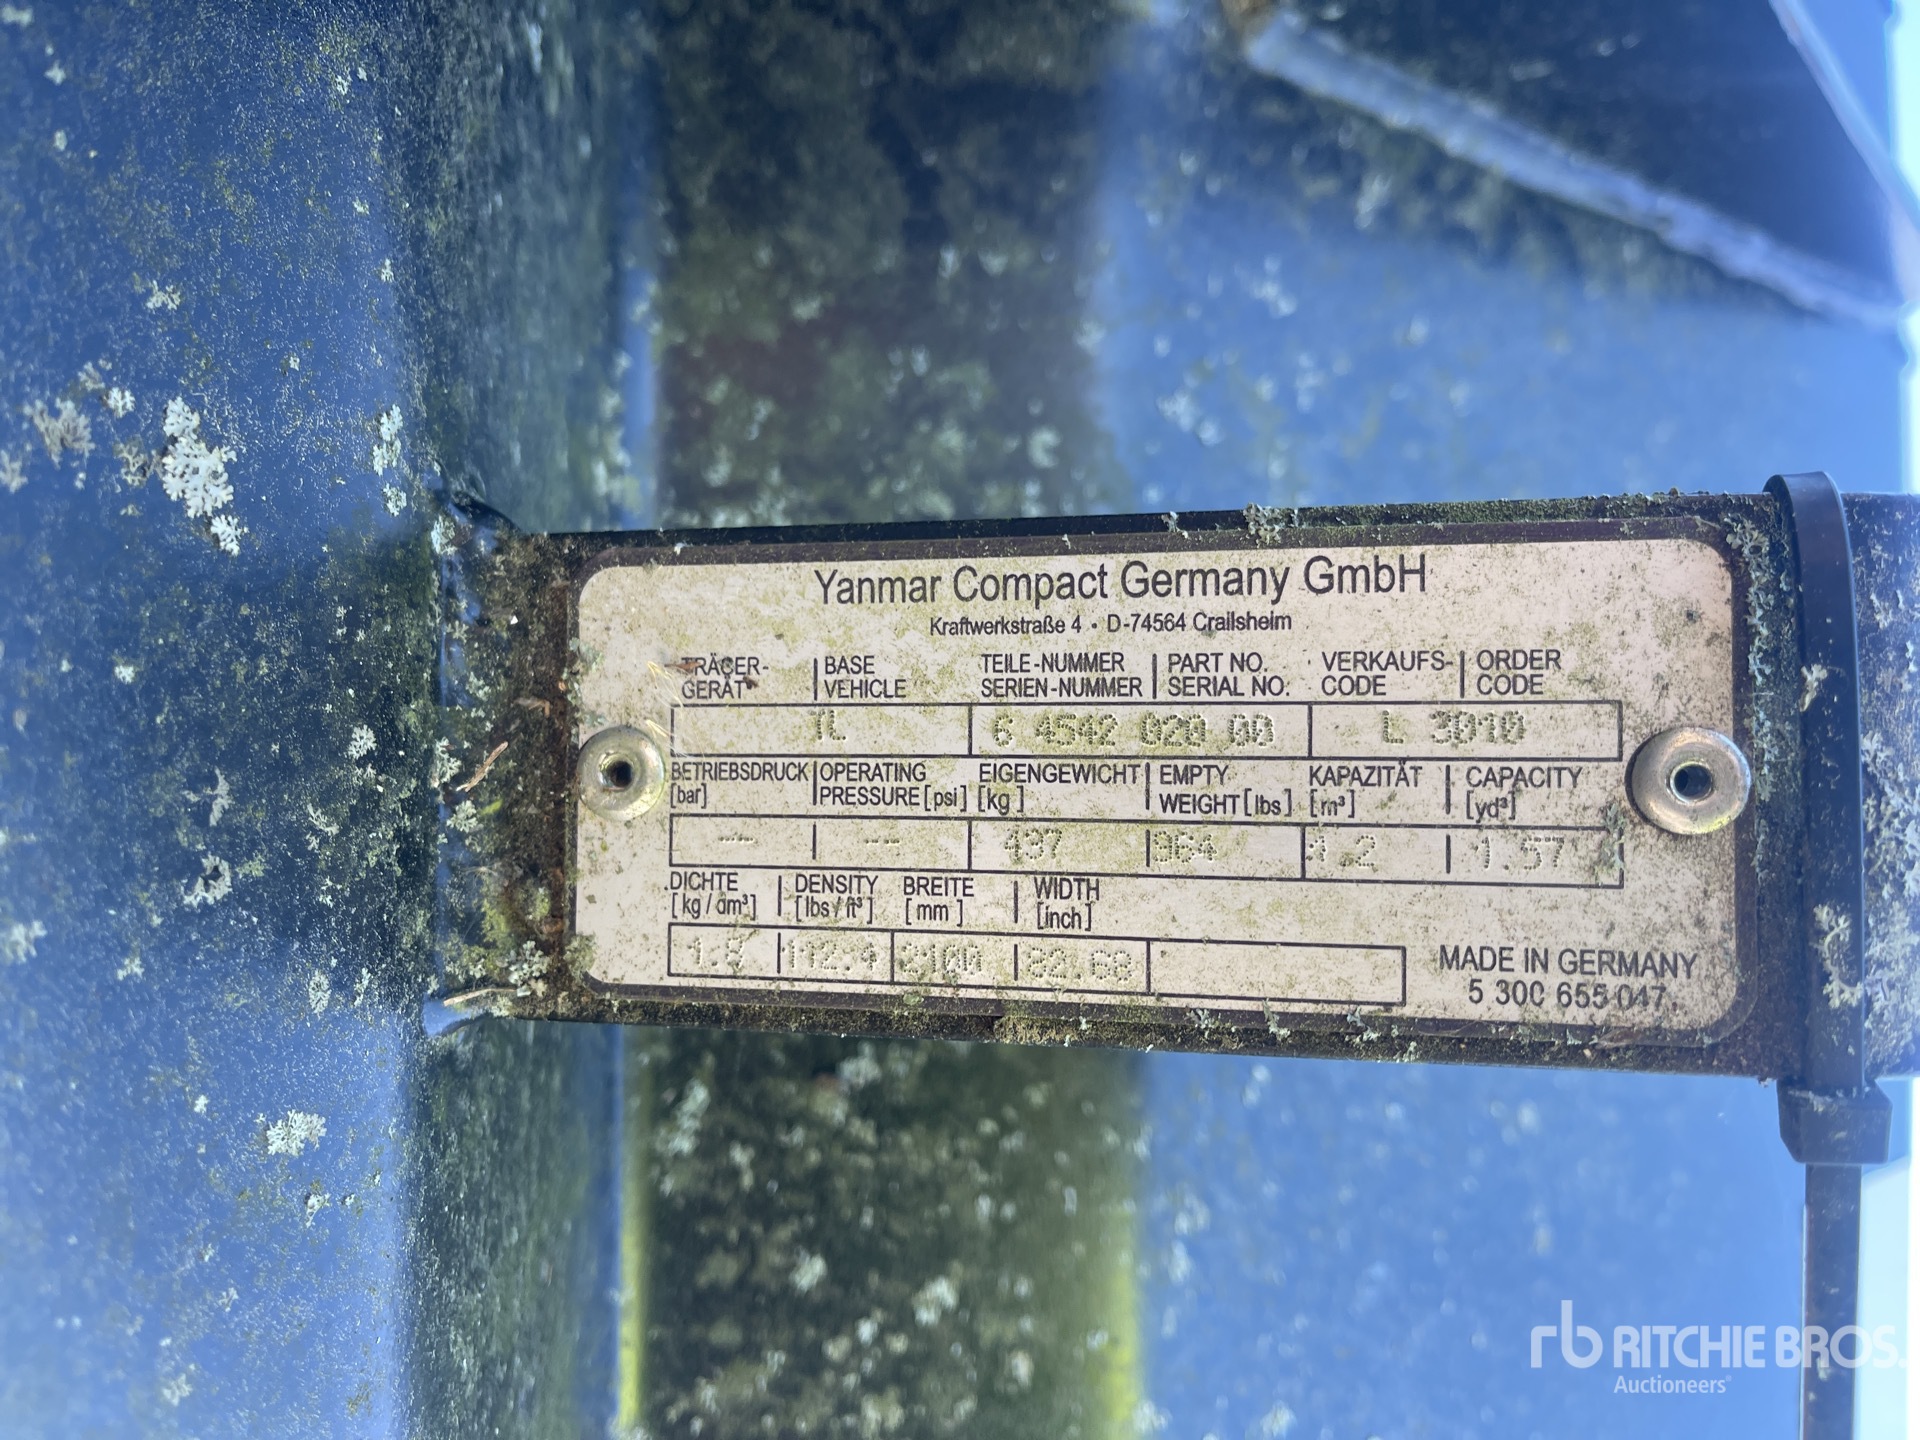 Yanmar Compact Germany GmbH
Kraftwerkstraße 4 • D-74564 Crailsheim
TRÄGER- | BASE TEILE-NUMMER | PART NO. VERKAUFS- | ORDER
GERÄT | VEHICLE SERIEN-NUMMER | SERIAL NO. CODE | CODE
TL 6 4542 020 00 L 3010
BETRIEBSDRUCK | OPERATING EIGENGEWICHT | EMPTY KAPAZITÄT | CAPACITY
[bar] | PRESSURE [psi] [kg] | WEIGHT [lbs] [m³] | [yd³]
-- | -- 437 | 964 1.2 | 1.57
DICHTE | DENSITY BREITE | WIDTH
[kg/dm³] | [lbs/ft³] [mm] | [inch]
1.8 | 112.4 2100 | 82.68
MADE IN GERMANY
5 300 655 047
rb RITCHIE BROS.
Auctioneers